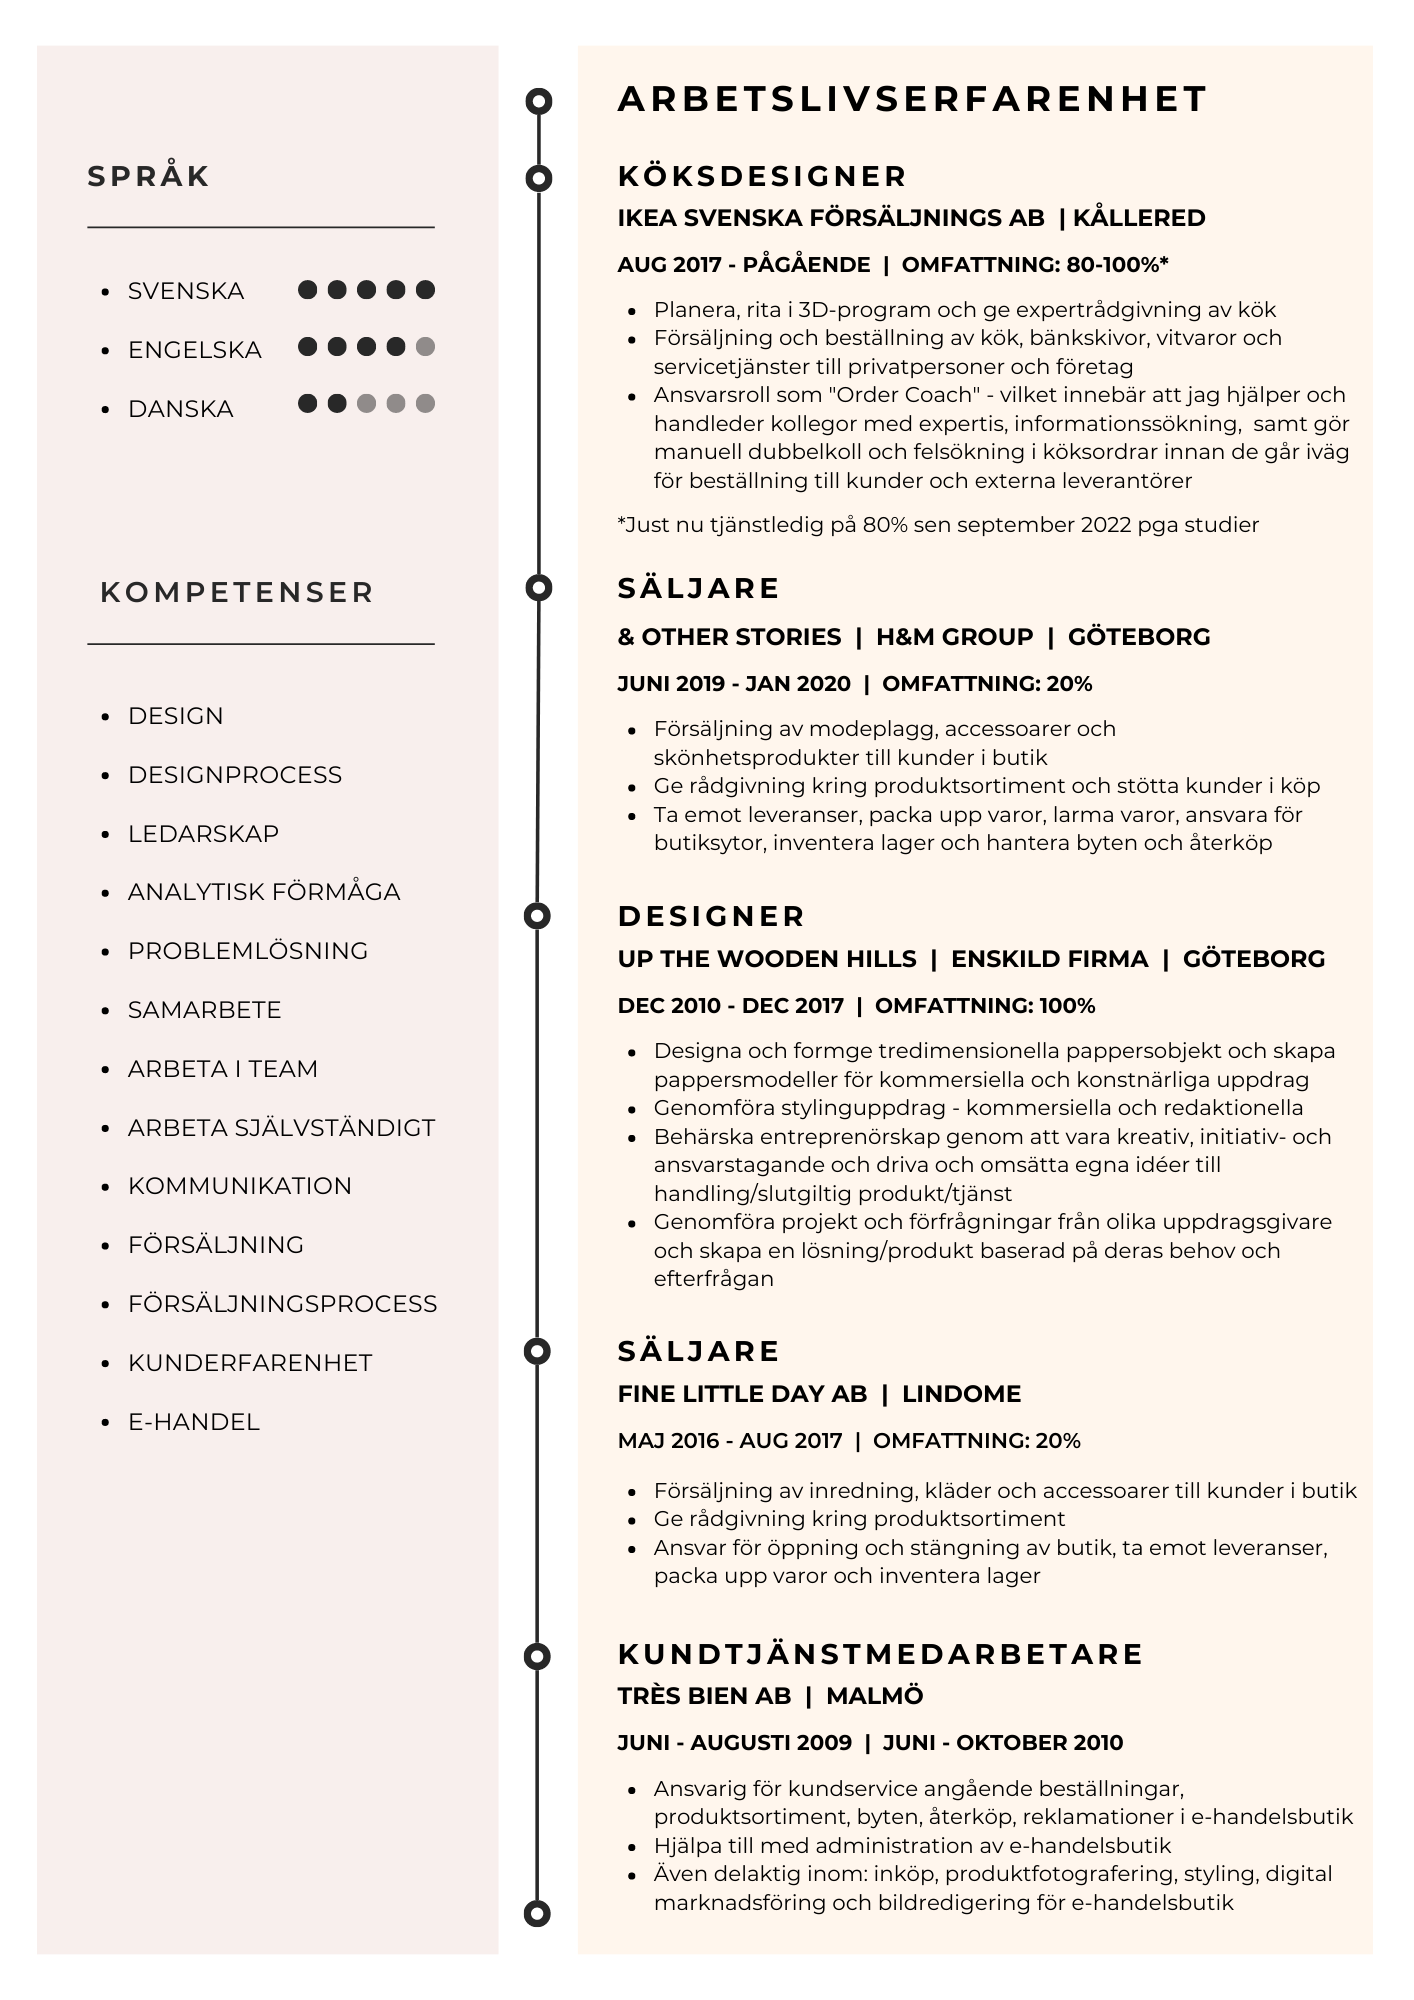 SPRÅK
• SVENSKA
• ENGELSKA
• DANSKA
KOMPETENSER
• DESIGN
• DESIGNPROCESS
• LEDARSKAP
• ANALYTISK FÖRMÅGA
• PROBLEMLÖSNING
• SAMARBETE
• ARBETA I TEAM
• ARBETA SJÄLVSTÄNDIGT
• KOMMUNIKATION
• FÖRSÄLJNING
• FÖRSÄLJNINGSPROCESS
• KUNDERFARENHET
• E-HANDEL
ARBETSLIVSERFARENHET
KÖKSDESIGNER
IKEA SVENSKA FÖRSÄLJNINGS AB | KÅLLERED
AUG 2017 - PÅGÅENDE | OMFATTNING: 80-100%*
• Planera, rita i 3D-program och ge expertrådgivning av kök
• Försäljning och beställning av kök, bänkskivor, vitvaror och
servicetjänster till privatpersoner och företag
• Ansvarsroll som "Order Coach" - vilket innebär att jag hjälper och
handleder kollegor med expertis, informationssökning, samt gör
manuell dubbelkoll och felsökning i köksordrar innan de går iväg
för beställning till kunder och externa leverantörer
*Just nu tjänstledig på 80% sen september 2022 pga studier
SÄLJARE
& OTHER STORIES | H&M GROUP | GÖTEBORG
JUNI 2019 - JAN 2020 | OMFATTNING: 20%
• Försäljning av modeplagg, accessoarer och
skönhetsprodukter till kunder i butik
• Ge rådgivning kring produktsortiment och stötta kunder i köp
• Ta emot leveranser, packa upp varor, larma varor, ansvara för
butiksytor, inventera lager och hantera byten och återköp
DESIGNER
UP THE WOODEN HILLS | ENSKILD FIRMA | GÖTEBORG
DEC 2010 - DEC 2017 | OMFATTNING: 100%
• Designa och formge tredimensionella pappersobjekt och skapa
pappersmodeller för kommersiella och konstnärliga uppdrag
• Genomföra stylinguppdrag - kommersiella och redaktionella
• Behärska entreprenörskap genom att vara kreativ, initiativ- och
ansvarstagande och driva och omsätta egna idéer till
handling/slutgiltig produkt/tjänst
• Genomföra projekt och förfrågningar från olika uppdragsgivare
och skapa en lösning/produkt baserad på deras behov och
efterfrågan
SÄLJARE
FINE LITTLE DAY AB | LINDOME
MAJ 2016 - AUG 2017 | OMFATTNING: 20%
• Försäljning av inredning, kläder och accessoarer till kunder i butik
• Ge rådgivning kring produktsortiment
• Ansvar för öppning och stängning av butik, ta emot leveranser,
packa upp varor och inventera lager
KUNDTJÄNSTMEDARBETARE
TRÈS BIEN AB | MALMÖ
JUNI - AUGUSTI 2009 | JUNI - OKTOBER 2010
• Ansvarig för kundservice angående beställningar,
produktsortiment, byten, återköp, reklamationer i e-handelsbutik
• Hjälpa till med administration av e-handelsbutik
• Även delaktig inom: inköp, produktfotografering, styling, digital
marknadsföring och bildredigering för e-handelsbutik